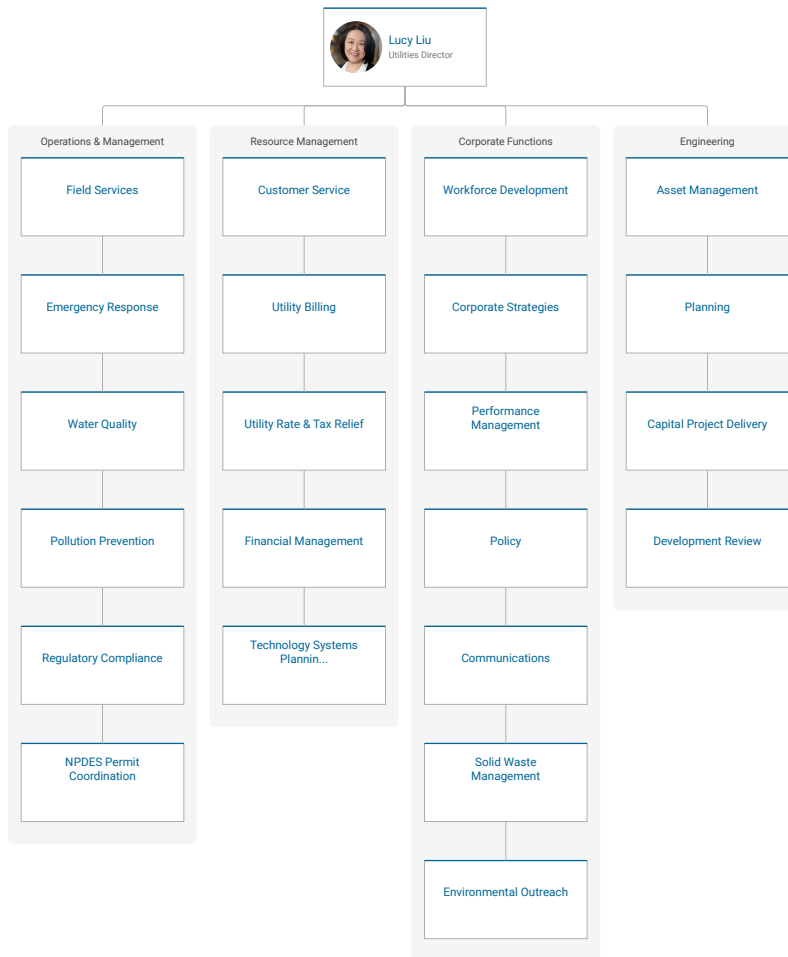 Lucy Liu
Utilities Director
Operations & Management
Field Services
Emergency Response
Water Quality
Pollution Prevention
Regulatory Compliance
NPDES Permit
Coordination
Resource Management
Customer Service
Utility Billing
Utility Rate & Tax Relief
Financial Management
Technology Systems
Plannin...
Corporate Functions
Workforce Development
Corporate Strategies
Performance
Management
Policy
Communications
Solid Waste
Management
Environmental Outreach
Engineering
Asset Management
Planning
Capital Project Delivery
Development Review